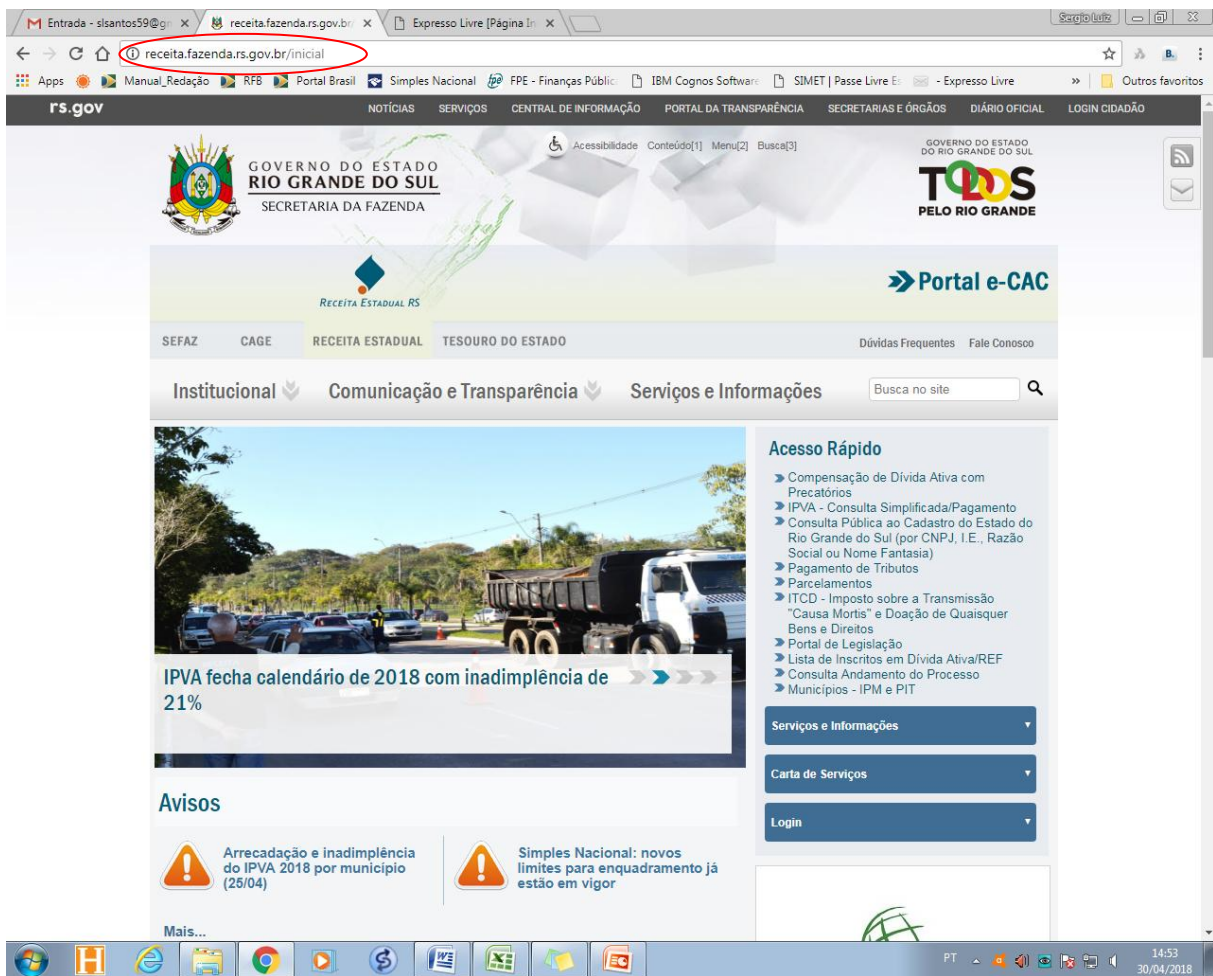 Entrada - slsantos59@gm
receita.fazenda.rs.gov.br/
Expresso Livre [Página In
Sergio Luiz
receita.fazenda.rs.gov.br/inicial
Apps
Manual_Redação
RFB
Portal Brasil
Simples Nacional
FPE - Finanças Públic
IBM Cognos Software
SIMET | Passe Livre Es
- Expresso Livre
»
Outros favoritos
rs.gov
NOTÍCIAS
SERVIÇOS
CENTRAL DE INFORMAÇÃO
PORTAL DA TRANSPARÊNCIA
SECRETARIAS E ÓRGÃOS
DIÁRIO OFICIAL
LOGIN CIDADÃO
Acessibilidade Conteúdo[1] Menu[2] Busca[3]
GOVERNO DO ESTADO
RIO GRANDE DO SUL
SECRETARIA DA FAZENDA
GOVERNO DO ESTADO
DO RIO GRANDE DO SUL
TODOS
PELO RIO GRANDE
RECEITA ESTADUAL RS
Portal e-CAC
SEFAZ
CAGE
RECEITA ESTADUAL
TESOURO DO ESTADO
Dúvidas Frequentes
Fale Conosco
Institucional
Comunicação e Transparência
Serviços e Informações
Busca no site
IPVA fecha calendário de 2018 com inadimplência de
21%
Acesso Rápido
Compensação de Dívida Ativa com
Precatórios
IPVA - Consulta Simplificada/Pagamento
Consulta Pública ao Cadastro do Estado do
Rio Grande do Sul (por CNPJ, I.E., Razão
Social ou Nome Fantasia)
Pagamento de Tributos
Parcelamentos
ITCD - Imposto sobre a Transmissão
"Causa Mortis" e Doação de Quaisquer
Bens e Direitos
Portal de Legislação
Lista de Inscritos em Dívida Ativa/REF
Consulta Andamento do Processo
Municípios - IPM e PIT
Serviços e Informações
Carta de Serviços
Login
Avisos
Arrecadação e inadimplência
do IPVA 2018 por município
(25/04)
Simples Nacional: novos
limites para enquadramento já
estão em vigor
Mais...
PT
14:53
30/04/2018